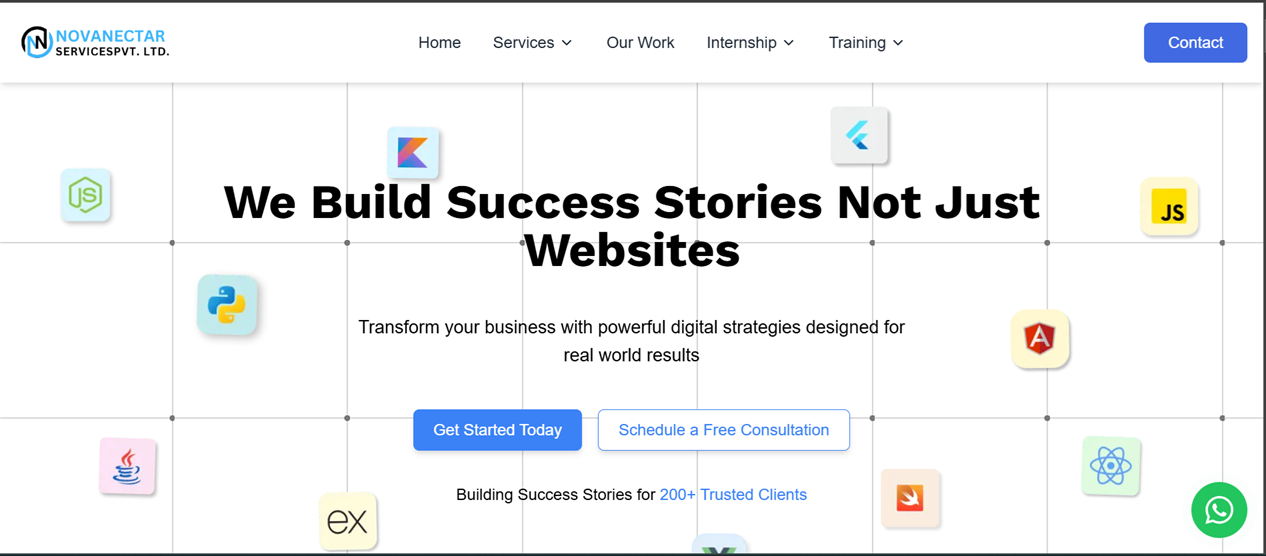 NOVANECTAR
SERVICESPVT. LTD.
Home
Services
Our Work
Internship
Training
Contact
JS
JS
We Build Success Stories Not Just
Websites
Transform your business with powerful digital strategies designed for
real world results
A
Get Started Today
Schedule a Free Consultation
Building Success Stories for 200+ Trusted Clients
ex